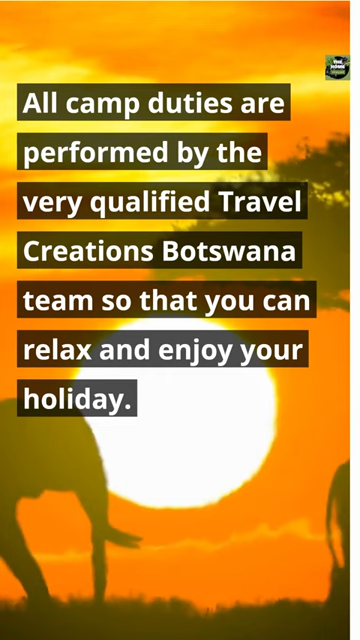 All camp duties are
performed by the
very qualified Travel
Creations Botswana
team so that you can
relax and enjoy your
holiday.